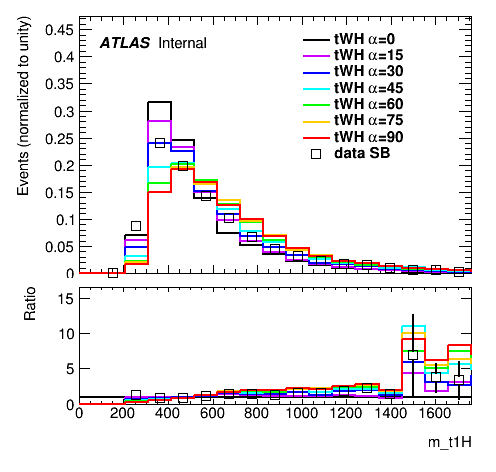 ATLAS Internal
tWH α=0
tWH α=15
tWH α=30
tWH α=45
tWH α=60
tWH α=75
tWH α=90
data SB
Events (normalized to unity)
0.45
0.4
0.35
0.3
0.25
0.2
0.15
0.1
0.05
0
Ratio
15
10
5
0
0 200 400 600 800 1000 1200 1400 1600
m_t1H